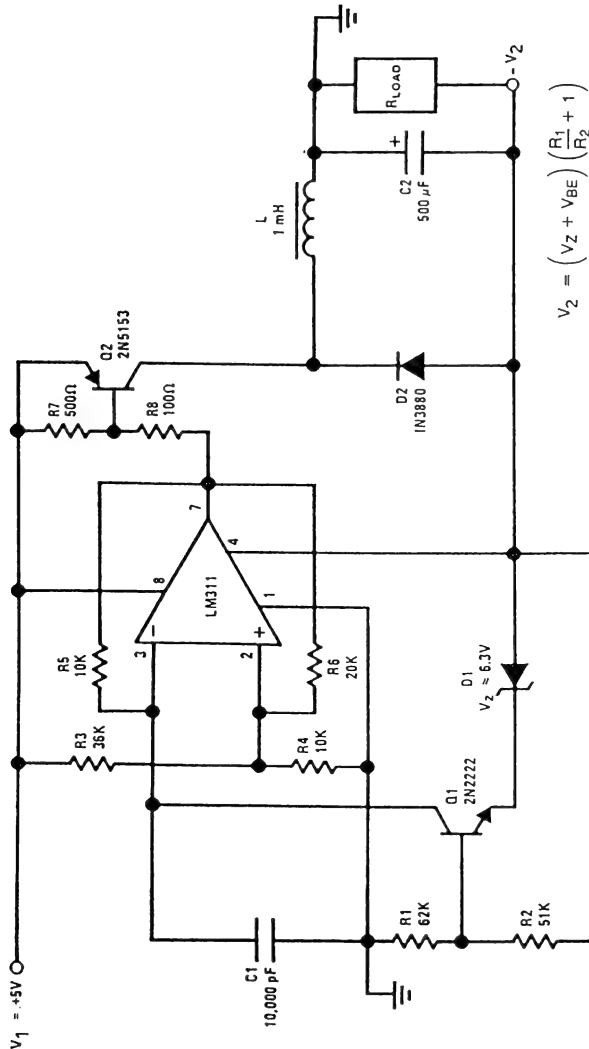 V1 = .+5V
R7
500Ω
Q2
2N5153
R8
100Ω
R5
10K
3
−
8
7
LM311
2
+
1
4
R3
36K
R6
20K
R4
10K
L
1 mH
+
C2
500 µF
RLOAD
D2
IN3880
− V2
C1
10,000 pF
R1
62K
Q1
2N2222
D1
VZ ≈ 6.3V
R2
51K
V2 = (VZ + VBE) (R1/R2 + 1)